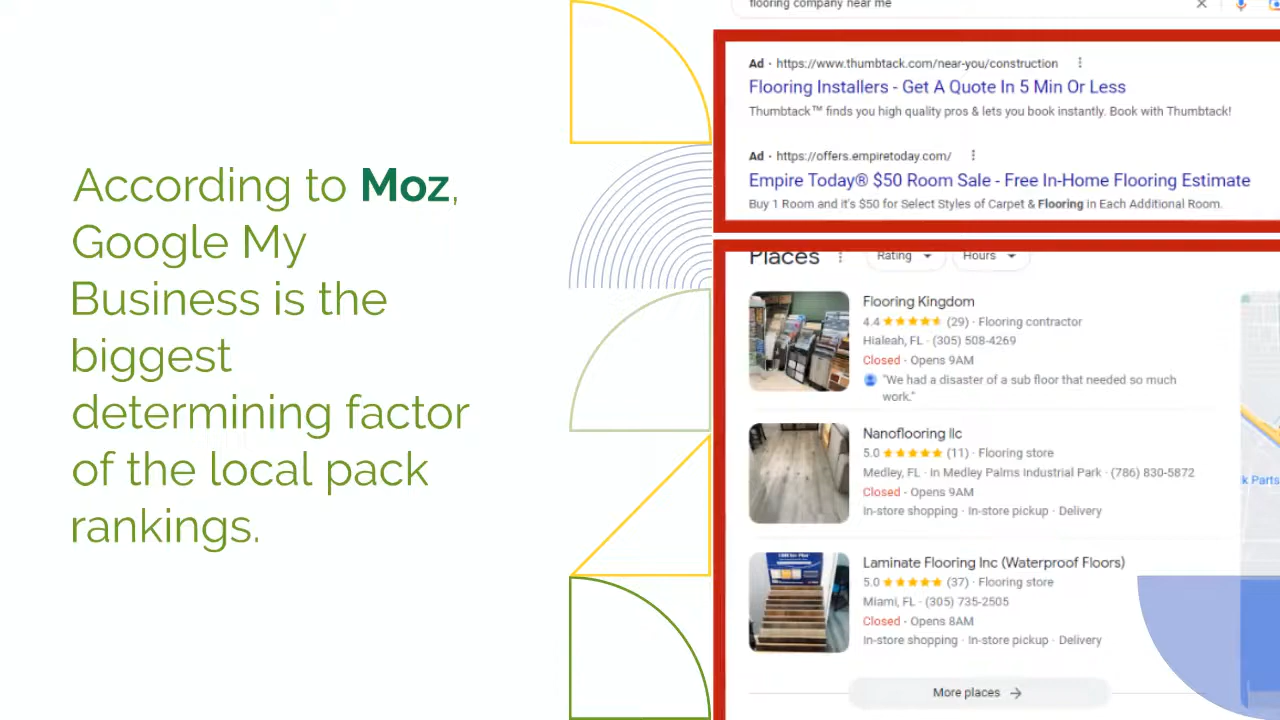 According to Moz,
Google My
Business is the
biggest
determining factor
of the local pack
rankings.
flooring company near me
Ad · https://www.thumbtack.com/near-you/construction
Flooring Installers - Get A Quote In 5 Min Or Less
Thumbtack™ finds you high quality pros & lets you book instantly. Book with Thumbtack!
Ad · https://offers.empiretoday.com/
Empire Today® $50 Room Sale - Free In-Home Flooring Estimate
Buy 1 Room and It's $50 for Select Styles of Carpet & Flooring in Each Additional Room.
Places
Rating
Hours
Flooring Kingdom
4.4 (29) · Flooring contractor
Hialeah, FL · (305) 508-4269
Closed · Opens 9AM
"We had a disaster of a sub floor that needed so much
work."
Nanoflooring llc
5.0 (11) · Flooring store
Medley, FL · In Medley Palms Industrial Park · (786) 830-5872
Closed · Opens 9AM
In-store shopping · In-store pickup · Delivery
Laminate Flooring Inc (Waterproof Floors)
5.0 (37) · Flooring store
Miami, FL · (305) 735-2505
Closed · Opens 8AM
In-store shopping · In-store pickup · Delivery
More places
k Parts